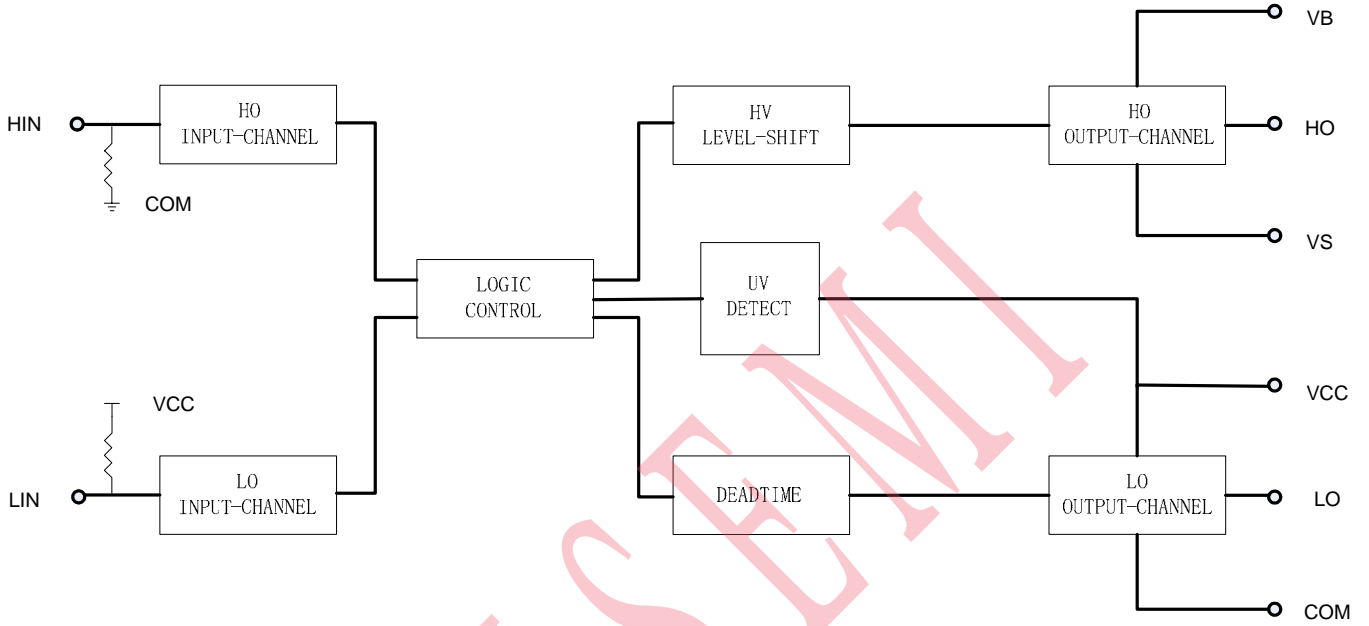 VB
HIN
HO
INPUT-CHANNEL
HV
LEVEL-SHIFT
HO
OUTPUT-CHANNEL
HO
COM
VS
LOGIC
CONTROL
UV
DETECT
VCC
VCC
LIN
LO
INPUT-CHANNEL
DEADTIME
LO
OUTPUT-CHANNEL
LO
COM
SEMI